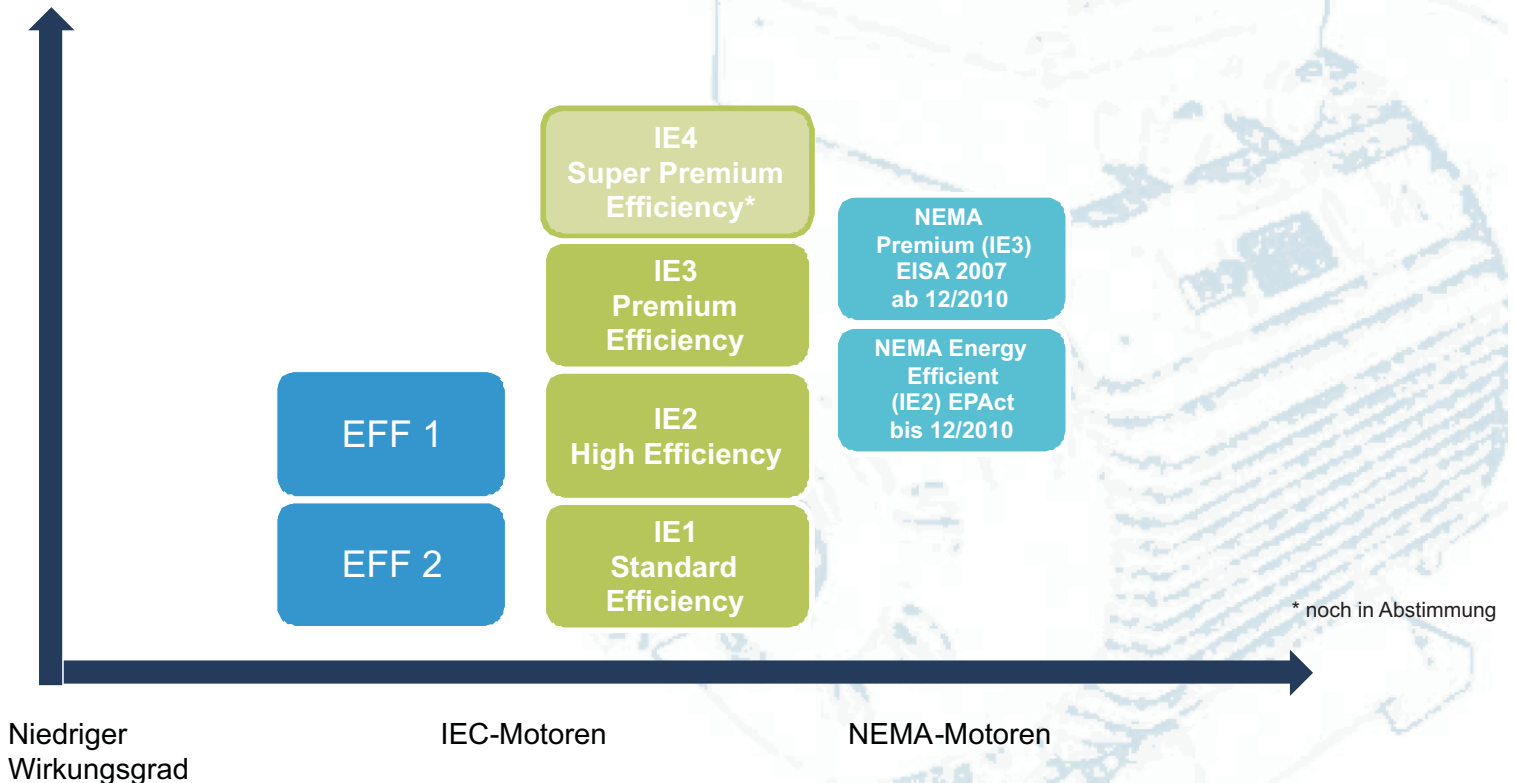 IE4
Super Premium
Efficiency*
IE3
Premium
Efficiency
IE2
High Efficiency
IE1
Standard
Efficiency
EFF 1
EFF 2
NEMA
Premium (IE3)
EISA 2007
ab 12/2010
NEMA Energy
Efficient
(IE2) EPAct
bis 12/2010
* noch in Abstimmung
Niedriger
Wirkungsgrad
IEC-Motoren
NEMA-Motoren